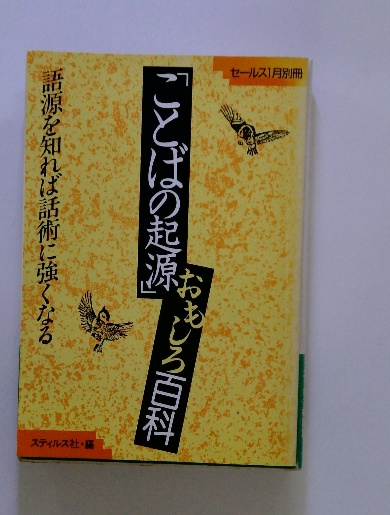 セールス1月別冊
「ことばの起源」
おもしろ百科
語源を知れば話術に強くなる
スティルス社・編